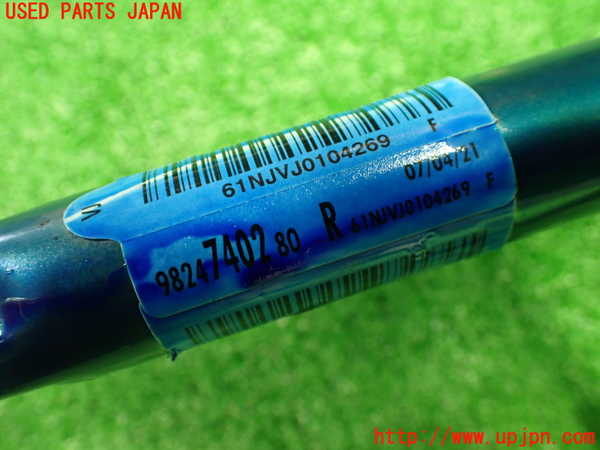 USED PARTS JAPAN
61NJVJ0104269
F
07/04/21
98247402 80
R
61NJVJ0104269 F
http://www.upjpn.com/